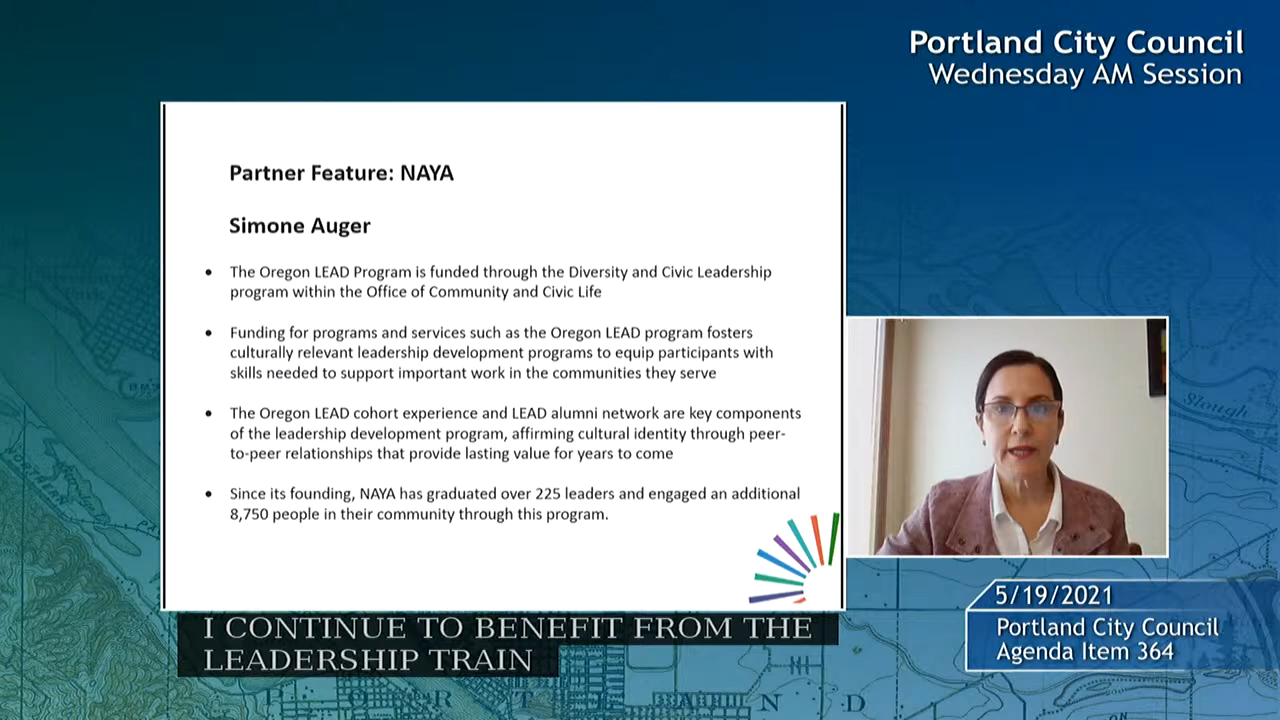 Portland City Council
Wednesday AM Session
Partner Feature: NAYA
Simone Auger
• The Oregon LEAD Program is funded through the Diversity and Civic Leadership
program within the Office of Community and Civic Life
• Funding for programs and services such as the Oregon LEAD program fosters
culturally relevant leadership development programs to equip participants with
skills needed to support important work in the communities they serve
• The Oregon LEAD cohort experience and LEAD alumni network are key components
of the leadership development program, affirming cultural identity through peer-
to-peer relationships that provide lasting value for years to come
• Since its founding, NAYA has graduated over 225 leaders and engaged an additional
8,750 people in their community through this program.
Slough
5/19/2021
Portland City Council
Agenda Item 364
I CONTINUE TO BENEFIT FROM THE
LEADERSHIP TRAIN